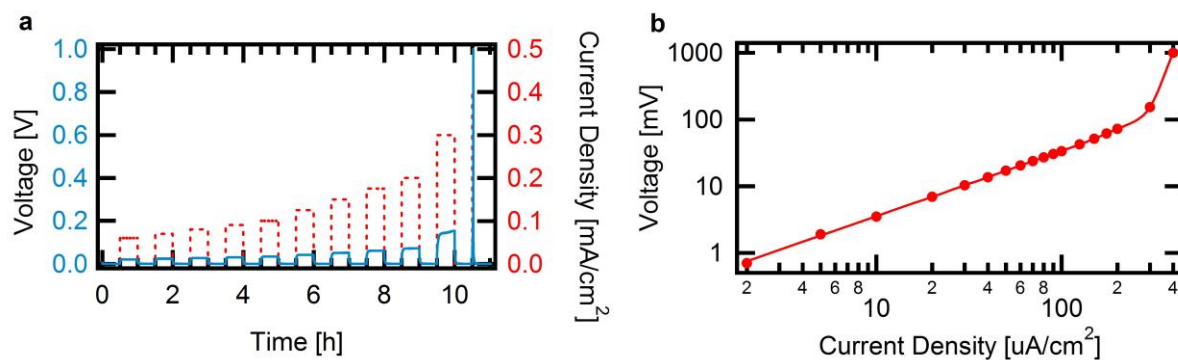 a
1.0
0.8
0.6
0.4
0.2
0.0
Voltage [V]
0.5
0.4
0.3
0.2
0.1
0.0
Current Density [mA/cm²]
0 2 4 6 8 10
Time [h]
b
1000
100
10
1
Voltage [mV]
2 4 6 8 10 2 4 6 8 100 2 4
Current Density [uA/cm²]